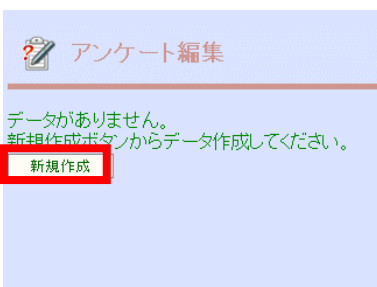 アンケート編集
データがありません。
新規作成ボタンからデータ作成してください。
新規作成